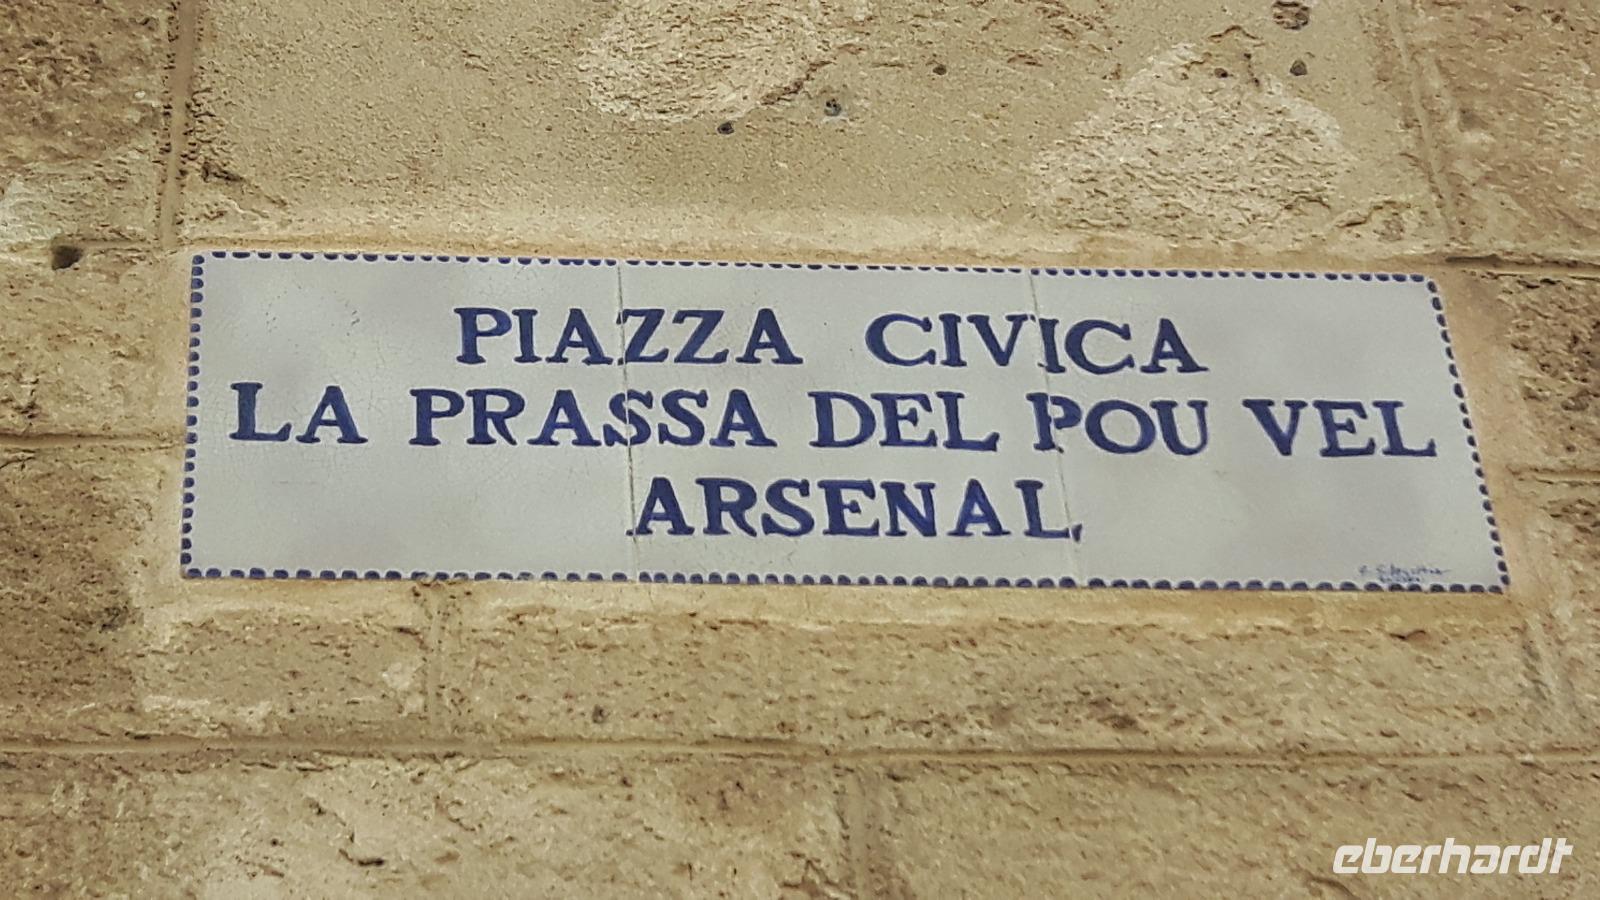 PIAZZA CIVICA
LA PRASSA DEL POU VEL
ARSENAL
eberhardt